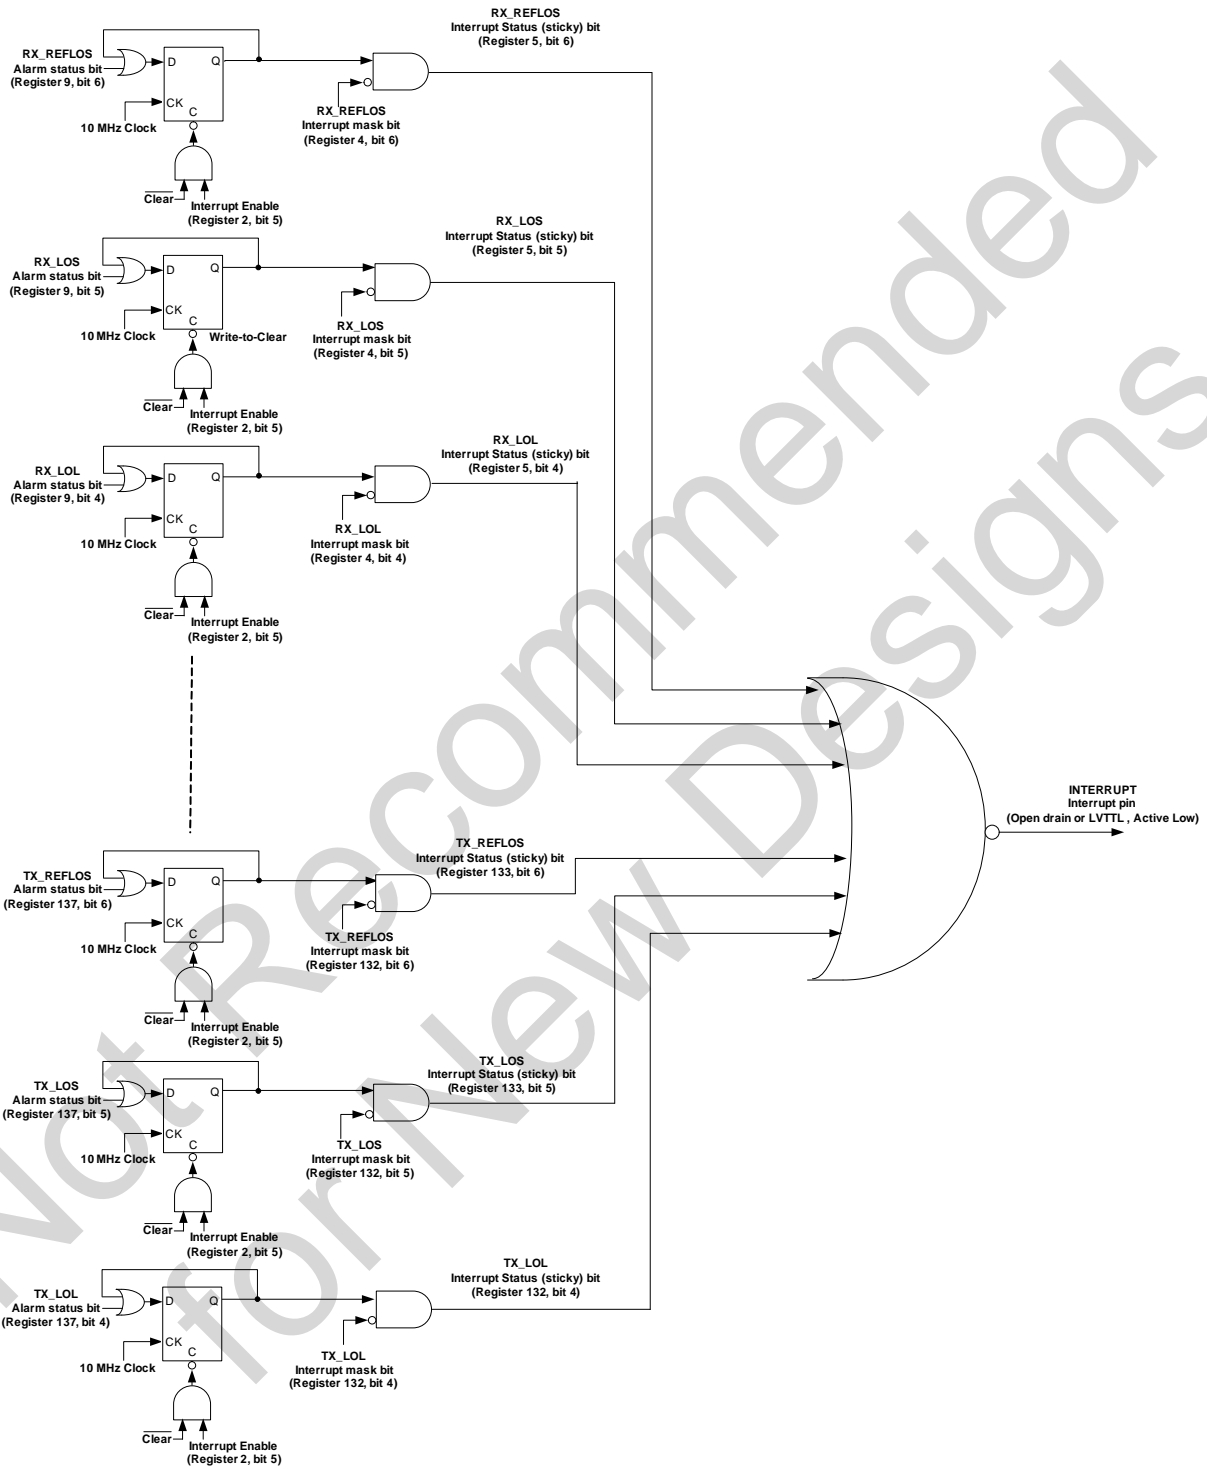 RX_REFLOS
Interrupt Status (sticky) bit
(Register 5, bit 6)
RX_REFLOS
Alarm status bit
(Register 9, bit 6)
D
Q
CK
C
10 MHz Clock
Clear
Interrupt Enable
(Register 2, bit 5)
RX_REFLOS
Interrupt mask bit
(Register 4, bit 6)
RX_LOS
Interrupt Status (sticky) bit
(Register 5, bit 5)
RX_LOS
Alarm status bit
(Register 9, bit 5)
D
Q
CK
C
10 MHz Clock
Write-to-Clear
Clear
Interrupt Enable
(Register 2, bit 5)
RX_LOS
Interrupt mask bit
(Register 4, bit 5)
RX_LOL
Interrupt Status (sticky) bit
(Register 5, bit 4)
RX_LOL
Alarm status bit
(Register 9, bit 4)
D
Q
CK
C
10 MHz Clock
Clear
Interrupt Enable
(Register 2, bit 5)
RX_LOL
Interrupt mask bit
(Register 4, bit 4)
INTERRUPT
Interrupt pin
(Open drain or LVTTL , Active Low)
TX_REFLOS
Interrupt Status (sticky) bit
(Register 133, bit 6)
TX_REFLOS
Alarm status bit
(Register 137, bit 6)
D
Q
CK
C
10 MHz Clock
Clear
Interrupt Enable
(Register 2, bit 5)
TX_REFLOS
Interrupt mask bit
(Register 132, bit 6)
TX_LOS
Interrupt Status (sticky) bit
(Register 133, bit 5)
TX_LOS
Alarm status bit
(Register 137, bit 5)
D
Q
CK
C
10 MHz Clock
Clear
Interrupt Enable
(Register 2, bit 5)
TX_LOS
Interrupt mask bit
(Register 132, bit 5)
TX_LOL
Interrupt Status (sticky) bit
(Register 132, bit 4)
TX_LOL
Alarm status bit
(Register 137, bit 4)
D
Q
CK
C
10 MHz Clock
Clear
Interrupt Enable
(Register 2, bit 5)
TX_LOL
Interrupt mask bit
(Register 132, bit 4)
Not Recommended
for New Designs